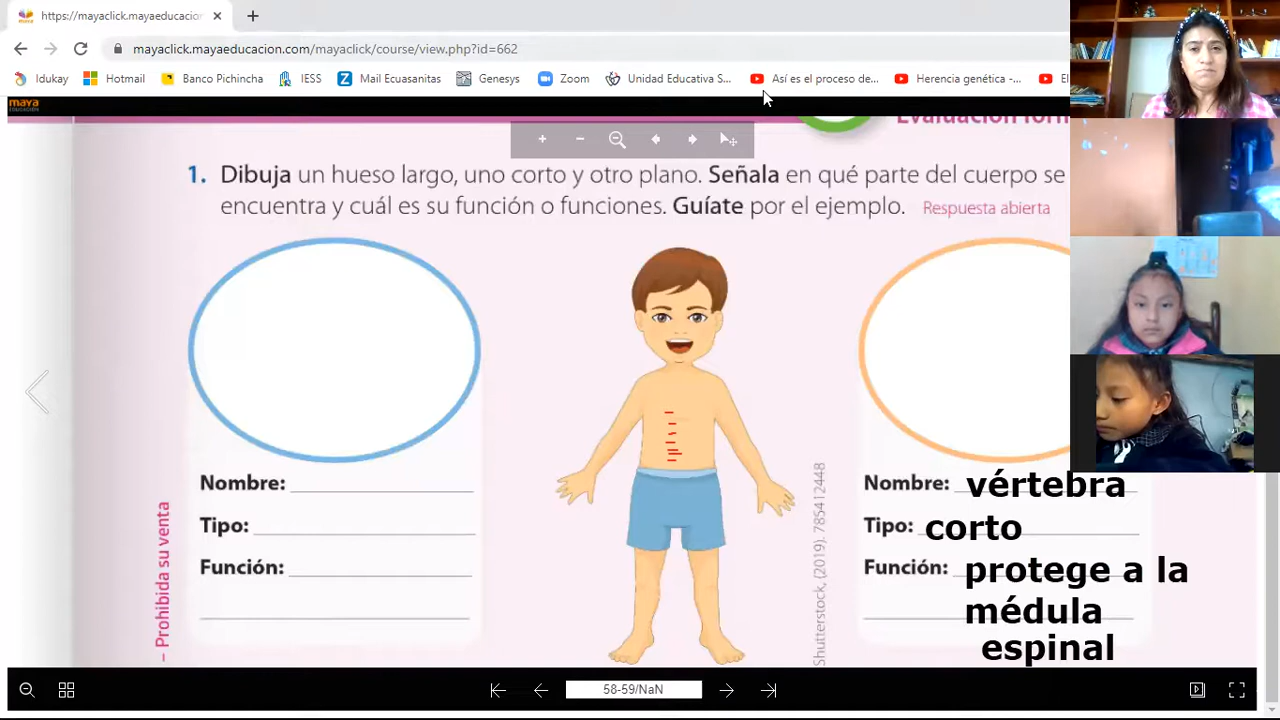 https://mayaclick.mayaeducacion.
mayaclick.mayaeducacion.com/mayaclick/course/view.php?id=662
Idukay Hotmail Banco Pichincha IESS Mail Ecuasanitas Genesys Zoom Unidad Educativa S... Así es el proceso de... Herencia genética -... El
maya
EDUCACIÓN
1. Dibuja un hueso largo, uno corto y otro plano. Señala en qué parte del cuerpo se
encuentra y cuál es su función o funciones. Guíate por el ejemplo. Respuesta abierta
Nombre:
Tipo:
Función:
– Prohibida su venta
Shutterstock, (2019). 785412448
Nombre: vértebra
Tipo: corto
Función: protege a la
médula
espinal
58-59/NaN